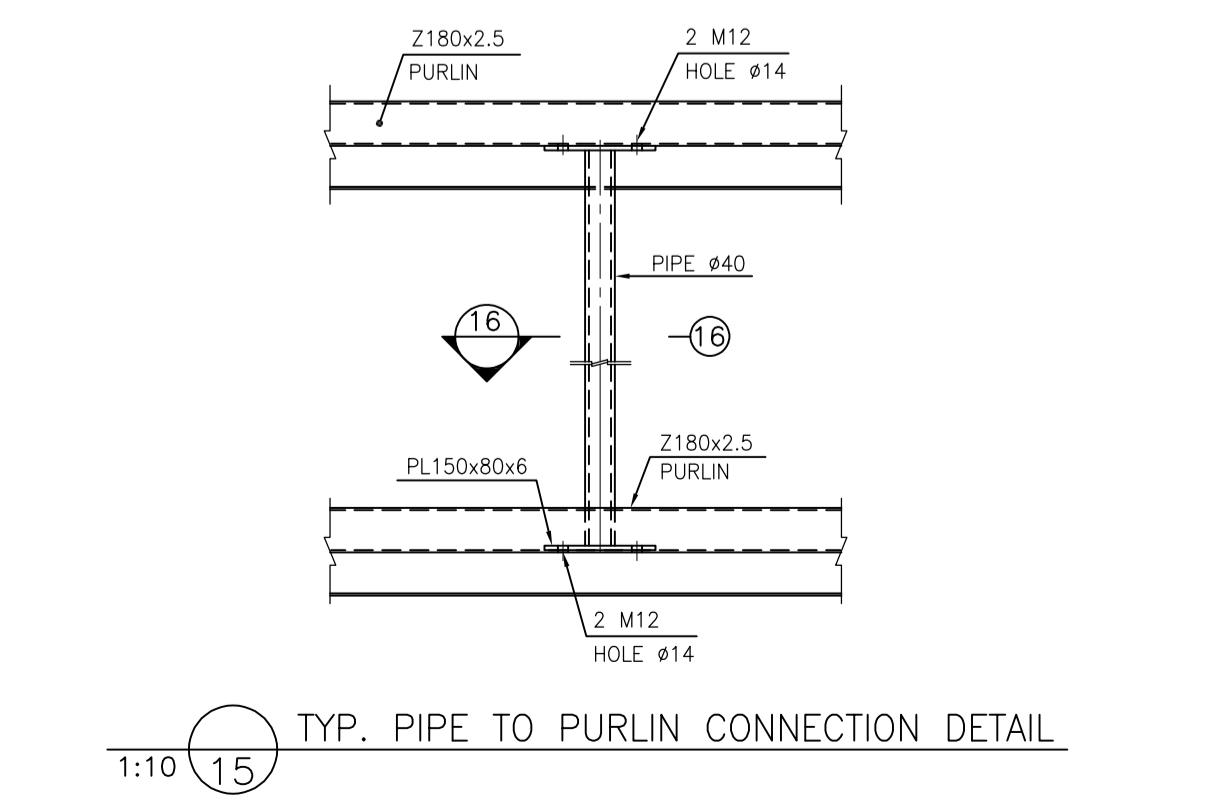 Z180x2.5
PURLIN
2 M12
HOLE ø14
PIPE ø40
16
16
Z180x2.5
PURLIN
PL150x80x6
2 M12
HOLE ø14
TYP. PIPE TO PURLIN CONNECTION DETAIL
1:10
15